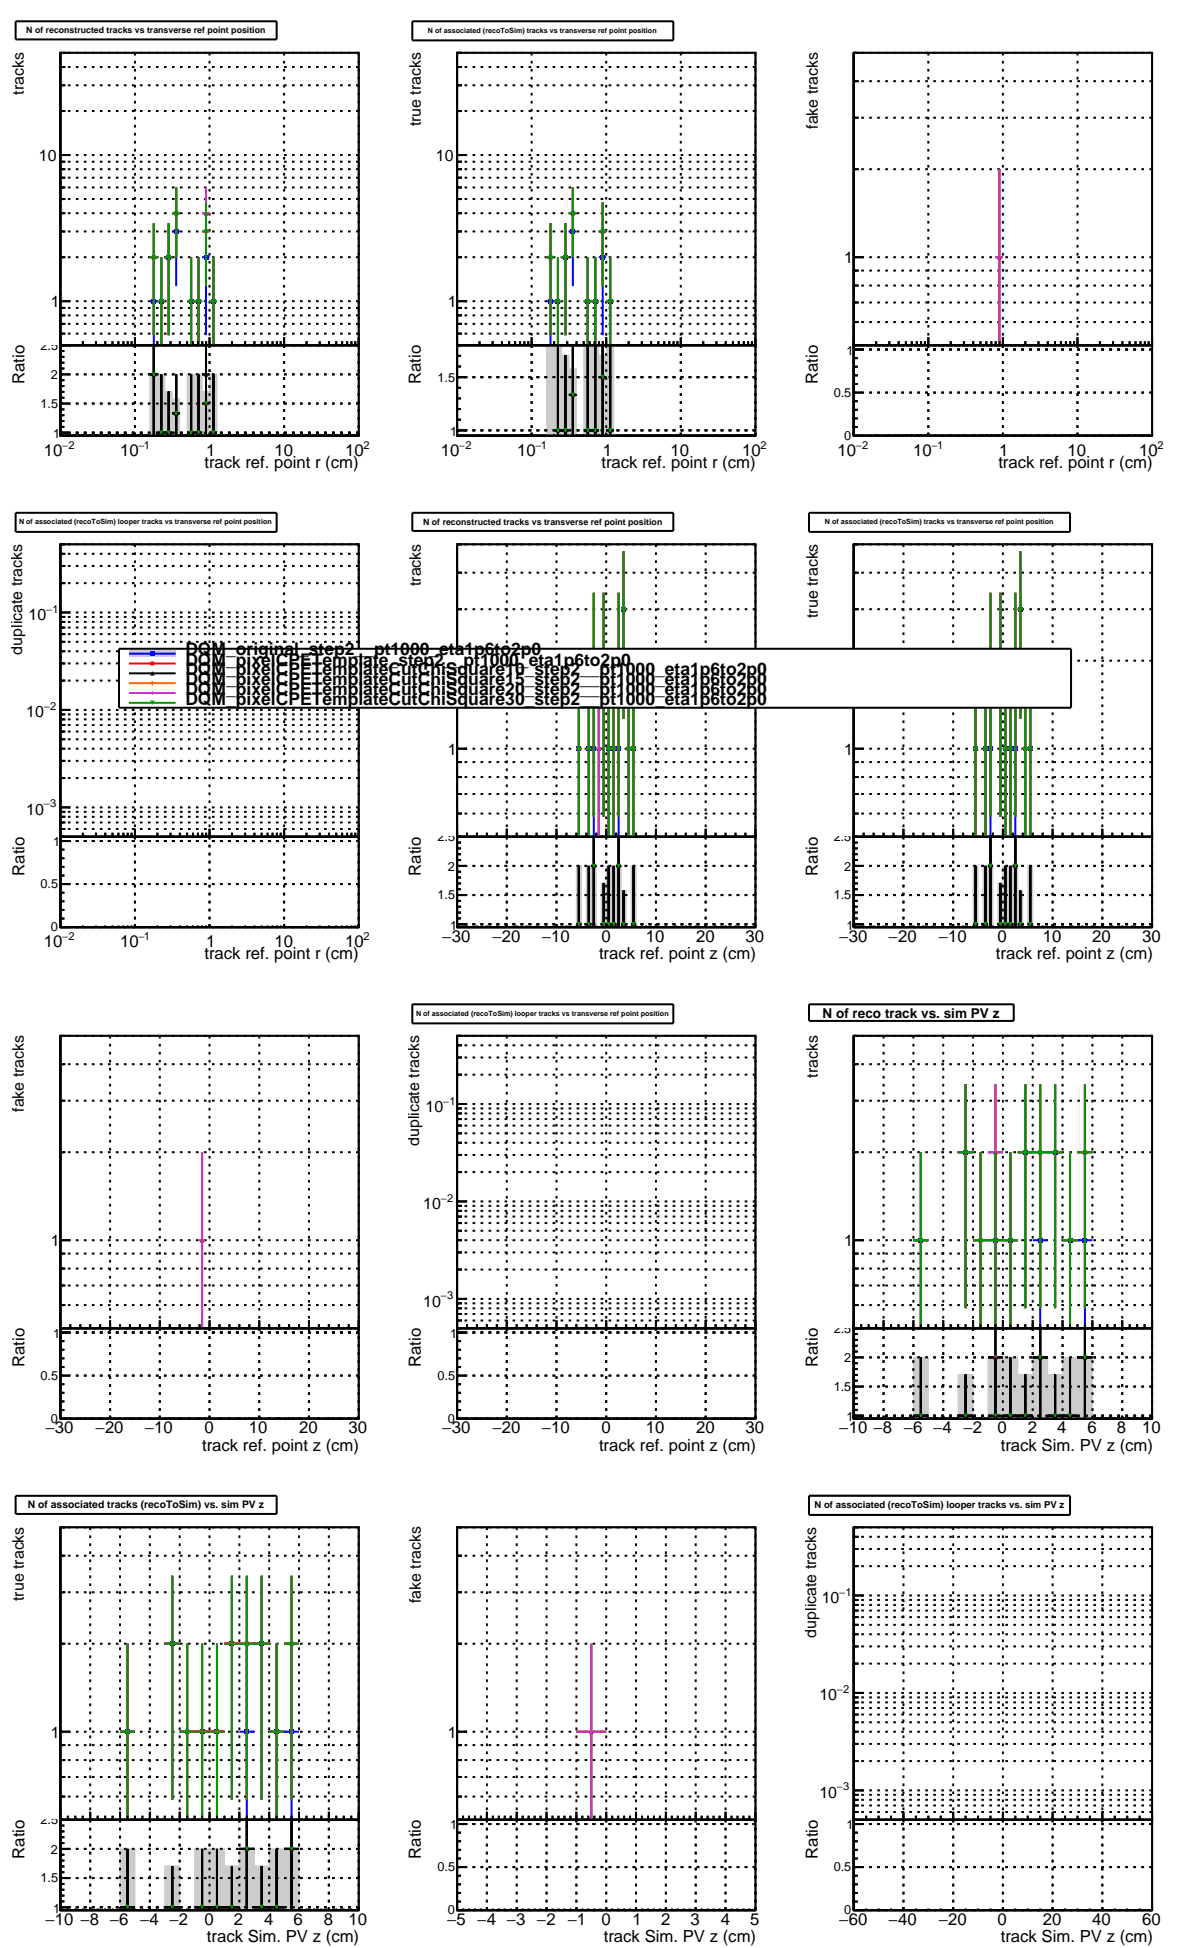 N of reconstructed tracks vs transverse ref point position
N of associated (recoToSim) tracks vs transverse ref point position
tracks
10
1
Ratio
2.5
2
1.5
1
10−2 10−1 1 10 102
track ref. point r (cm)
true tracks
10
1
Ratio
1.5
1
10−2 10−1 1 10 102
track ref. point r (cm)
fake tracks
1
Ratio
1
0.5
0
10−2 10−1 1 10 102
track ref. point r (cm)
N of associated (recoToSim) looper tracks vs transverse ref point position
N of reconstructed tracks vs transverse ref point position
N of associated (recoToSim) tracks vs transverse ref point position
duplicate tracks
10−1
10−2
10−3
Ratio
1
0.5
0
10−2 10−1 1 10 102
track ref. point r (cm)
tracks
1
Ratio
2.5
2
1.5
1
−30 −20 −10 0 10 20 30
track ref. point z (cm)
true tracks
1
Ratio
2.5
2
1.5
1
−30 −20 −10 0 10 20 30
track ref. point z (cm)
DQM_original_step2__pt1000_eta1p6to2p0
DQM_pixelCPETemplate_step2__pt1000_eta1p6to2p0
DQM_pixelCPETemplateCutChiSquare10_step2__pt1000_eta1p6to2p0
DQM_pixelCPETemplateCutChiSquare15_step2__pt1000_eta1p6to2p0
DQM_pixelCPETemplateCutChiSquare20_step2__pt1000_eta1p6to2p0
DQM_pixelCPETemplateCutChiSquare30_step2__pt1000_eta1p6to2p0
N of associated (recoToSim) looper tracks vs transverse ref point position
N of reco track vs. sim PV z
fake tracks
1
Ratio
1
0.5
0
−30 −20 −10 0 10 20 30
track ref. point z (cm)
duplicate tracks
10−1
10−2
10−3
Ratio
1
0.5
0
−30 −20 −10 0 10 20 30
track ref. point z (cm)
tracks
1
Ratio
2.5
2
1.5
1
−10 −8 −6 −4 −2 0 2 4 6 8 10
track Sim. PV z (cm)
N of associated tracks (recoToSim) vs. sim PV z
N of associated (recoToSim) looper tracks vs. sim PV z
true tracks
1
Ratio
2.5
2
1.5
1
−10 −8 −6 −4 −2 0 2 4 6 8 10
track Sim. PV z (cm)
fake tracks
1
Ratio
1
0.5
0
−5 −4 −3 −2 −1 0 1 2 3 4 5
track Sim. PV z (cm)
duplicate tracks
10−1
10−2
10−3
Ratio
1
0.5
0
−60 −40 −20 0 20 40 60
track Sim. PV z (cm)